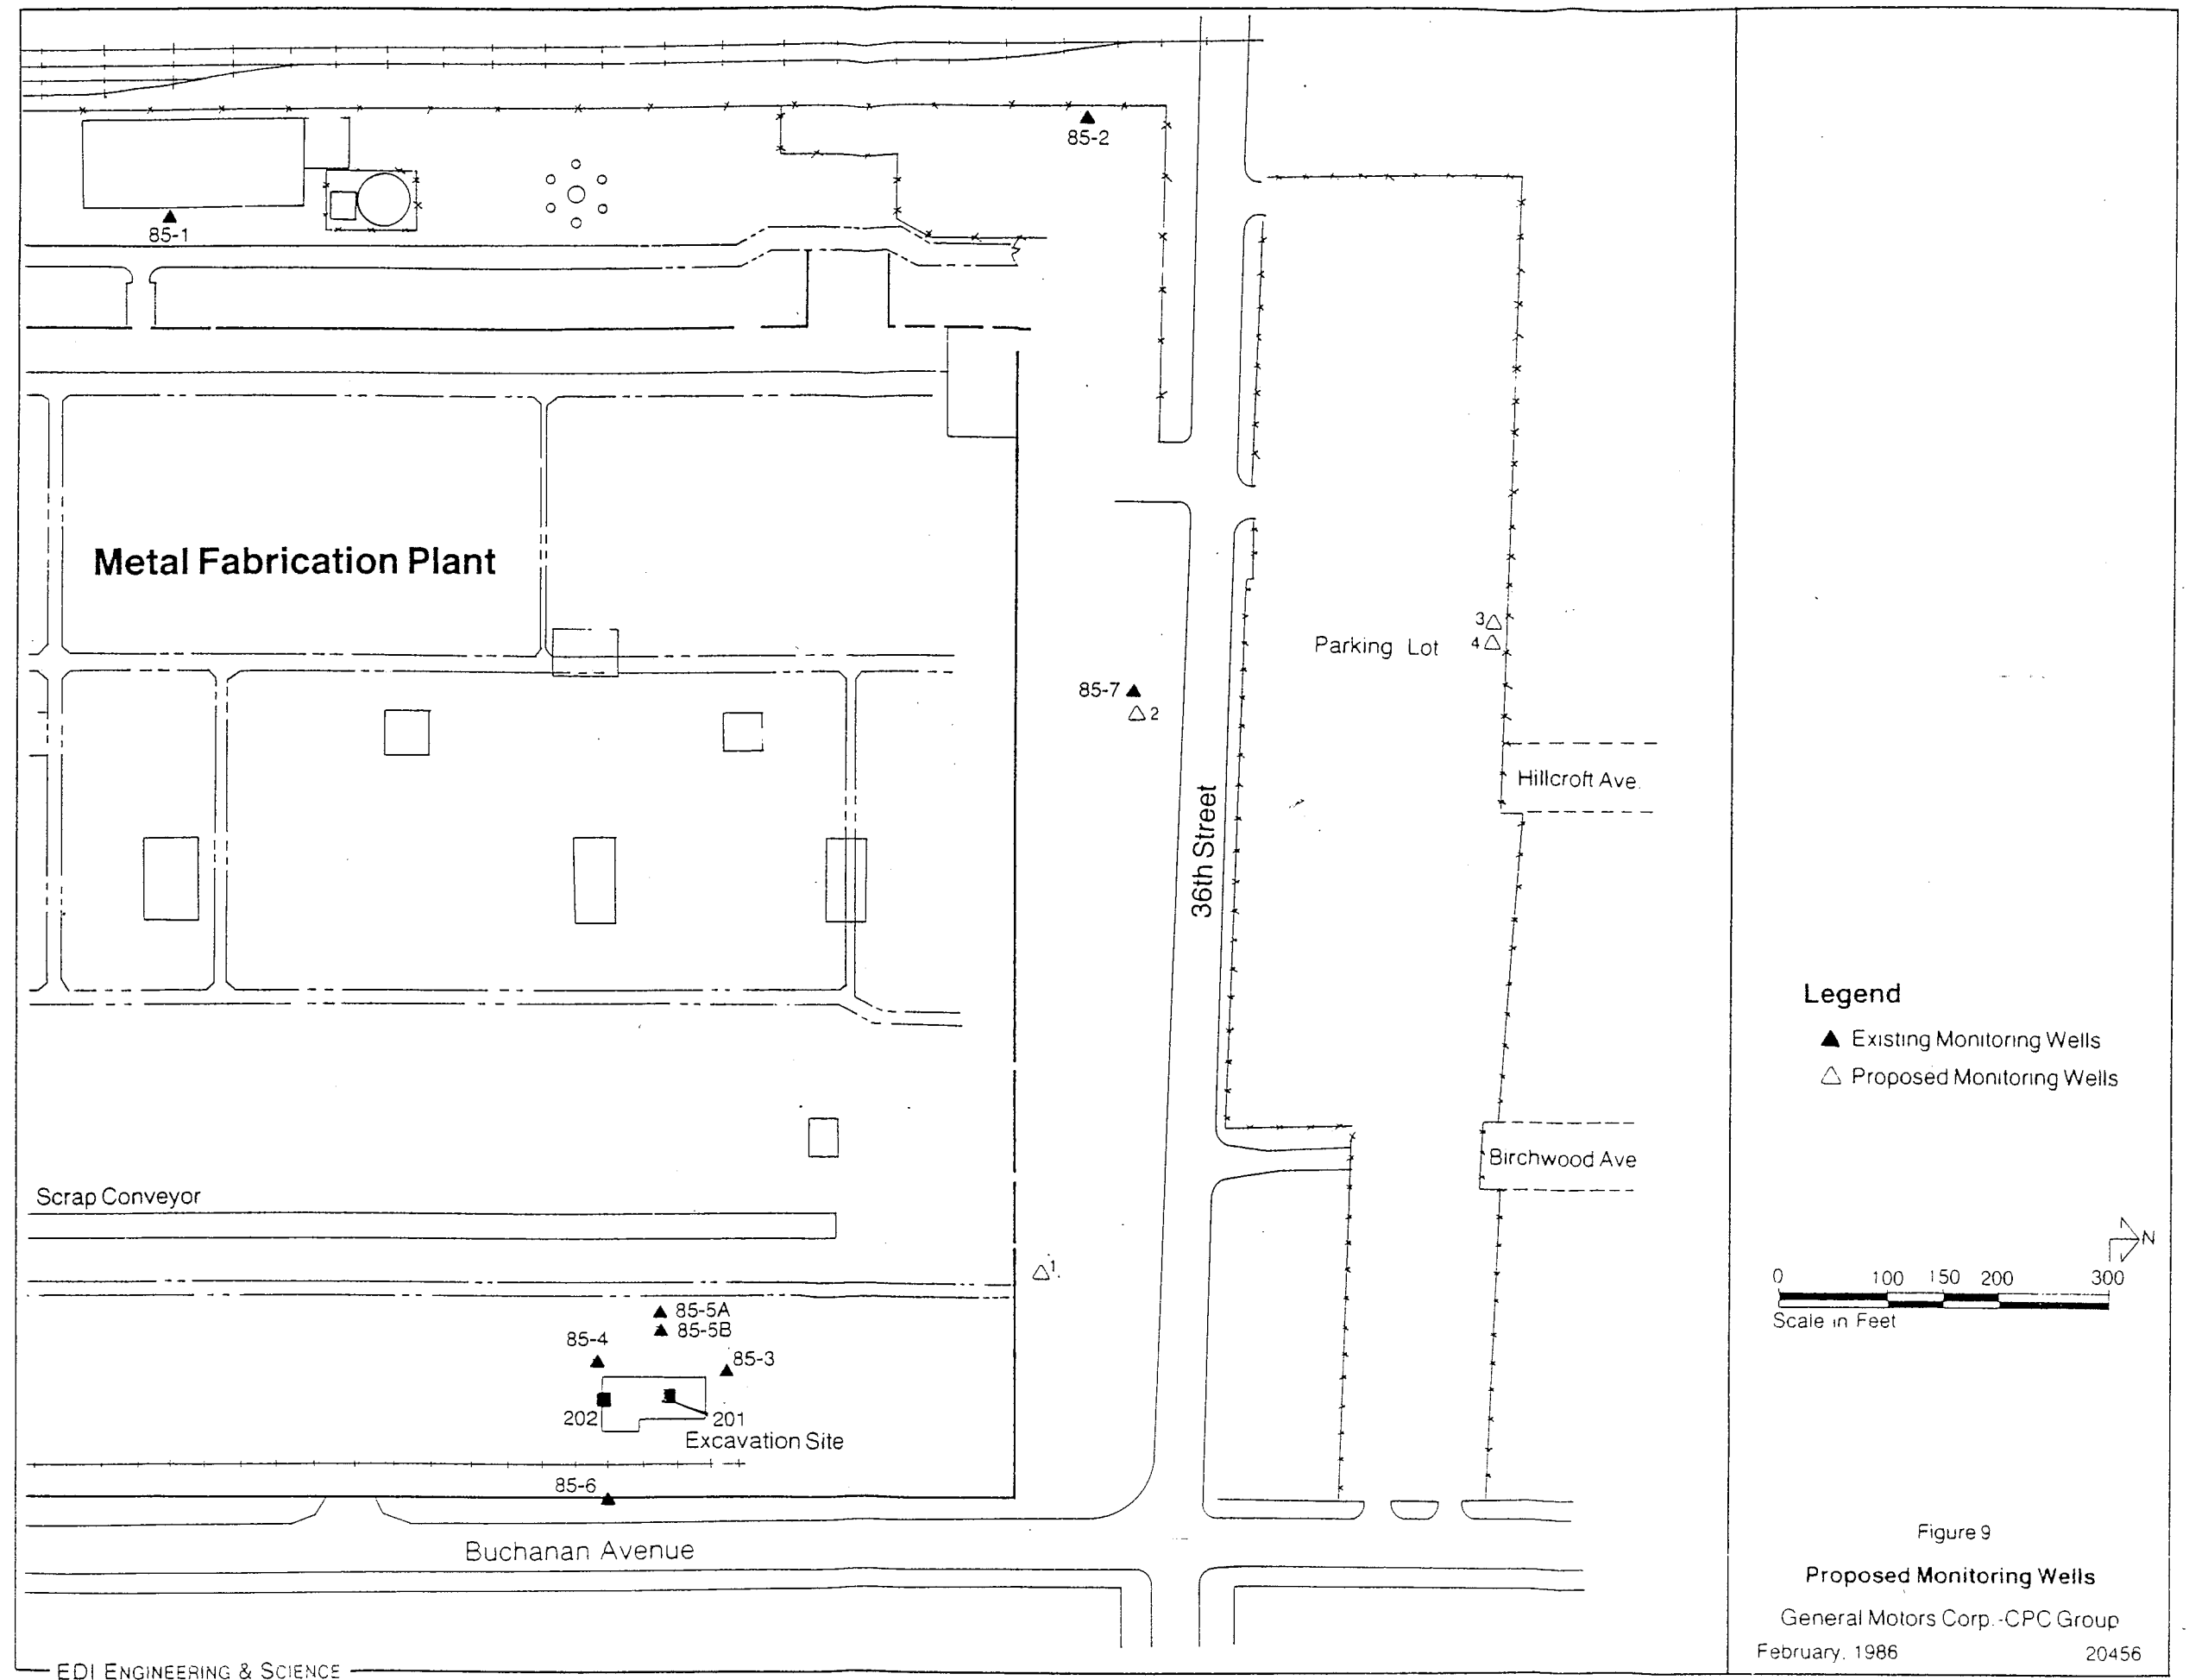 85-2
85-1
Metal Fabrication Plant
3
Parking Lot
4
85-7
2
Hillcroft Ave.
36th Street
Legend
Existing Monitoring Wells
Proposed Monitoring Wells
Birchwood Ave
Scrap Conveyor
N
1.
0 100 150 200 300
Scale in Feet
85-5A
85-5B
85-4
85-3
202
201
Excavation Site
85-6
Buchanan Avenue
Figure 9
Proposed Monitoring Wells
General Motors Corp.-CPC Group
February, 1986 20456
EDI ENGINEERING & SCIENCE